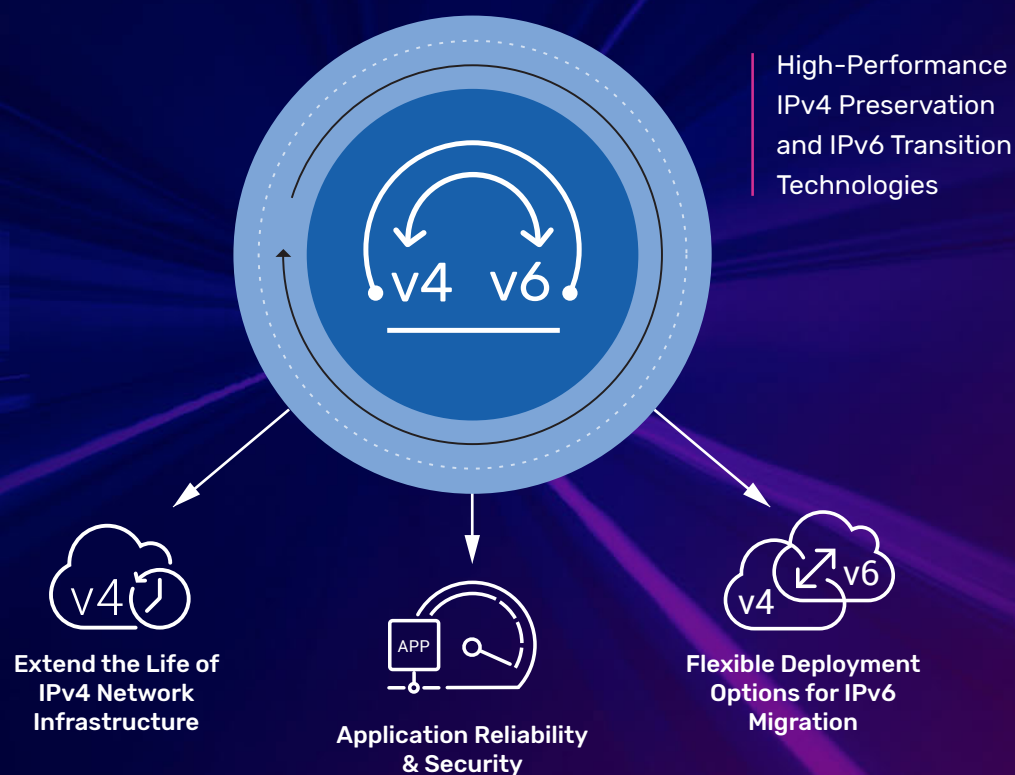 High-Performance
IPv4 Preservation
and IPv6 Transition
Technologies
v4 v6
v4
Extend the Life of
IPv4 Network
Infrastructure
APP
Application Reliability
& Security
v4
v6
Flexible Deployment
Options for IPv6
Migration